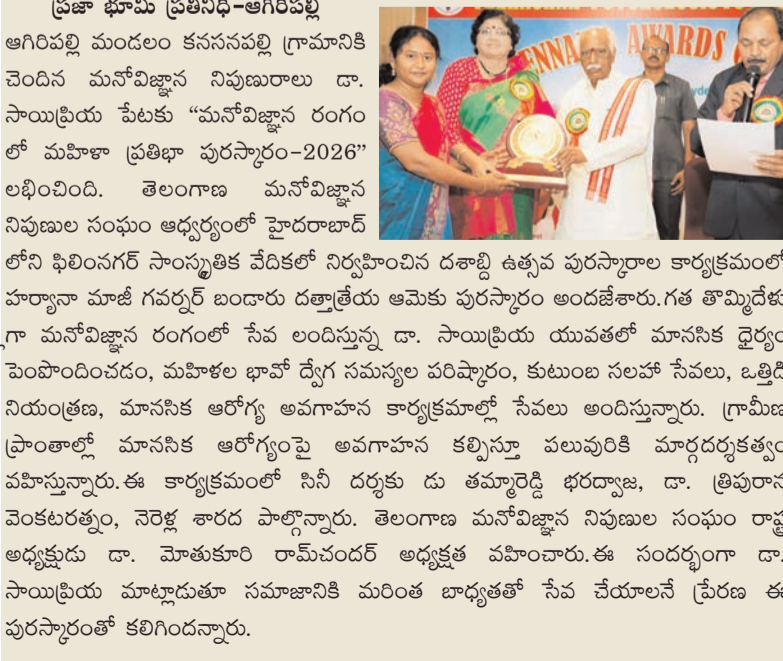 ప్రజా భూమి ప్రతినిధి-ఆగిరిపల్లి
ఆగిరిపల్లి మండలం కనసనపల్లి గ్రామానికి
చెందిన మనోవిజ్ఞాన నిపుణురాలు డా.
సాయిప్రియ పేటకు “మనోవిజ్ఞాన రంగం
లో మహిళా ప్రతిభా పురస్కారం-2026”
లభించింది. తెలంగాణ మనోవిజ్ఞాన
నిపుణుల సంఘం ఆధ్వర్యంలో హైదరాబాద్
లోని ఫిలింనగర్ సాంస్కృతిక వేదికలో నిర్వహించిన దశాబ్ది ఉత్సవ పురస్కారాల కార్యక్రమంలో
హర్యానా మాజీ గవర్నర్ బండారు దత్తాత్రేయ ఆమెకు పురస్కారం అందజేశారు.గత తొమ్మిదేళు
్లగా మనోవిజ్ఞాన రంగంలో సేవ లందిస్తున్న డా. సాయిప్రియ యువతలో మానసిక ధైర్యం
పెంపొందించడం, మహిళల భావో ద్వేగ సమస్యల పరిష్కారం, కుటుంబ సలహా సేవలు, ఒత్తిడి
నియంత్రణ, మానసిక ఆరోగ్య అవగాహన కార్యక్రమాల్లో సేవలు అందిస్తున్నారు. గ్రామీణ
ప్రాంతాల్లో మానసిక ఆరోగ్యంపై అవగాహన కల్పిస్తూ పలువురికి మార్గదర్శకత్వం
వహిస్తున్నారు.ఈ కార్యక్రమంలో సినీ దర్శకు డు తమ్మారెడ్డి భరద్వాజ, డా. త్రిపురాన
వెంకటరత్నం, నెరెళ్ల శారద పాల్గొన్నారు. తెలంగాణ మనోవిజ్ఞాన నిపుణుల సంఘం రాష్ట్ర
అధ్యక్షుడు డా. మోతుకూరి రామ్‌చందర్ అధ్యక్షత వహించారు.ఈ సందర్భంగా డా.
సాయిప్రియ మాట్లాడుతూ సమాజానికి మరింత బాధ్యతతో సేవ చేయాలనే ప్రేరణ ఈ
పురస్కారంతో కలిగిందన్నారు.
AWARDS